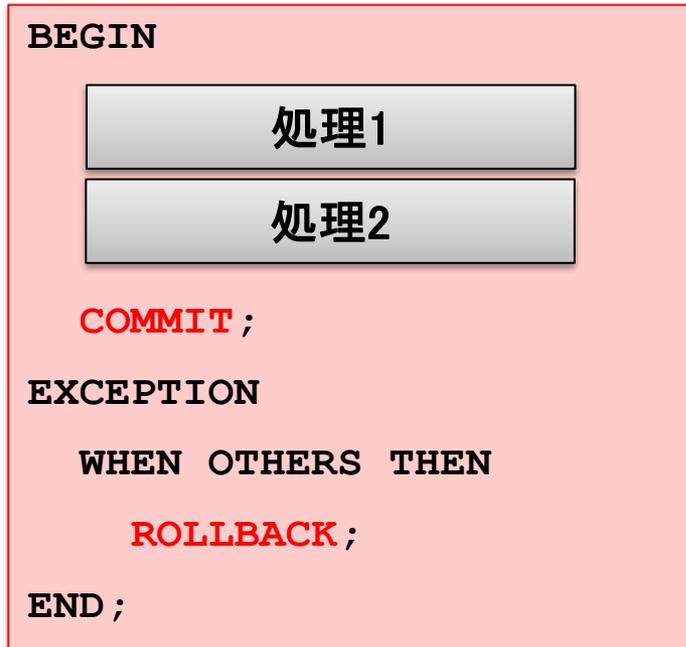 BEGIN
処理1
処理2
COMMIT;
EXCEPTION
WHEN OTHERS THEN
ROLLBACK;
END;